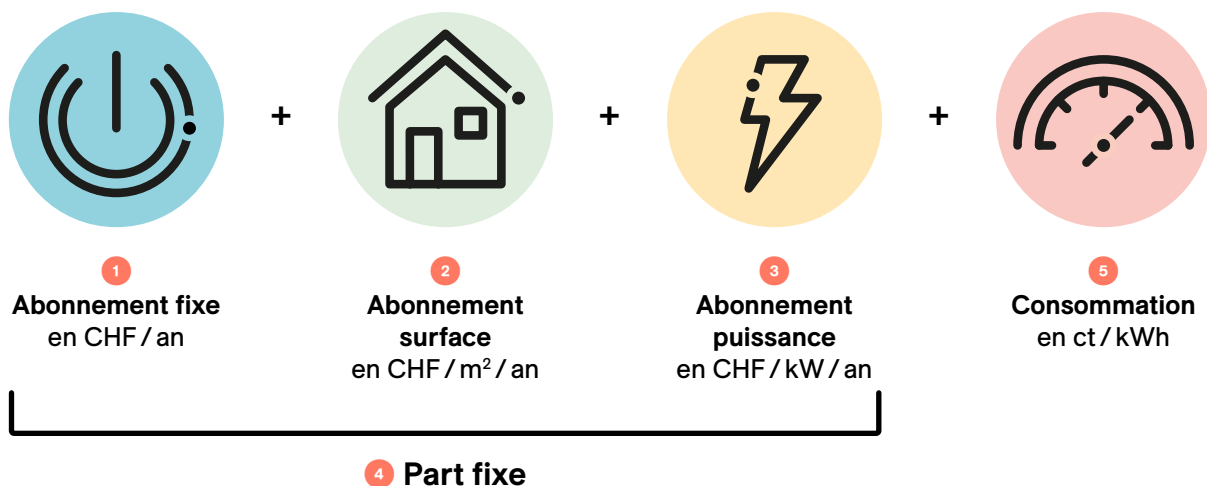 +
+
+
1
Abonnement fixe
en CHF / an
2
Abonnement
surface
en CHF / m² / an
3
Abonnement
puissance
en CHF / kW / an
5
Consommation
en ct / kWh
4 Part fixe